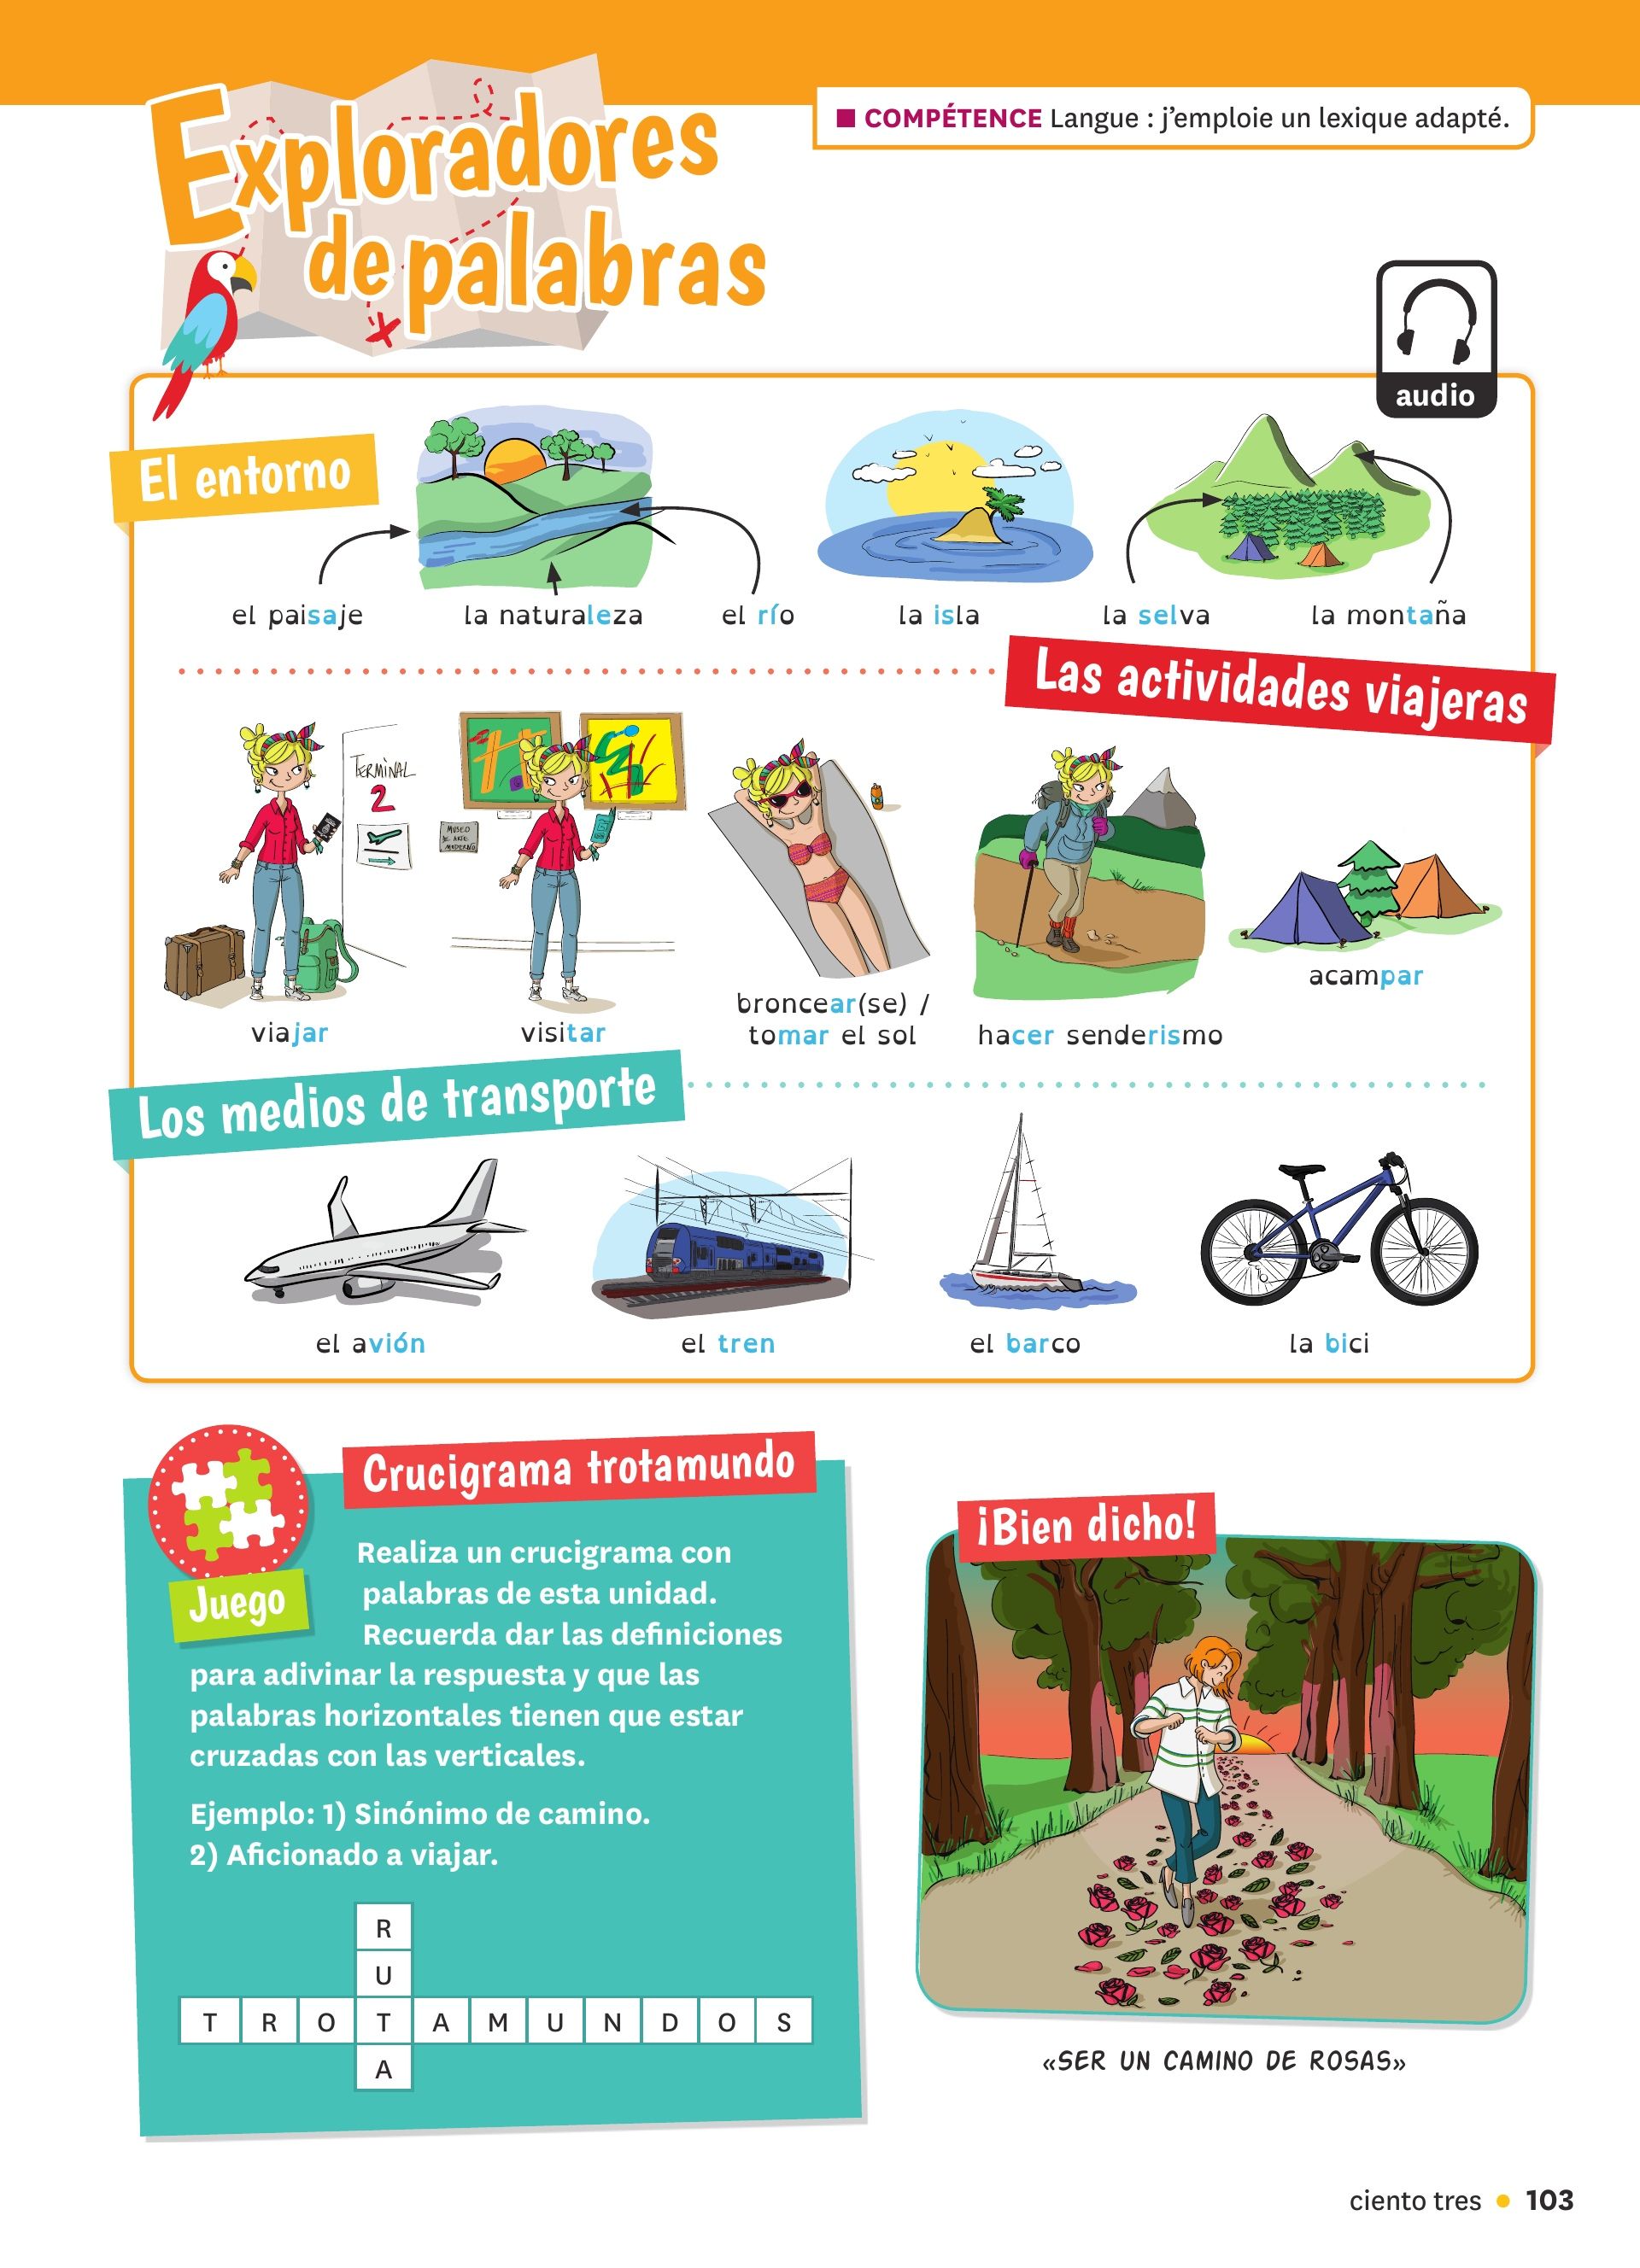 Exploradores
de palabras
■ COMPÉTENCE Langue : j'emploie un lexique adapté.
audio
El entorno
el paisaje
la naturaleza
el río
la isla
la selva
la montaña
Las actividades viajeras
TERMINAL
2
MUSEO
DE ARTE
MODERNO
viajar
visitar
broncear(se) /
tomar el sol
hacer senderismo
acampar
Los medios de transporte
el avión
el tren
el barco
la bici
Juego
Crucigrama trotamundo
Realiza un crucigrama con
palabras de esta unidad.
Recuerda dar las definiciones
para adivinar la respuesta y que las
palabras horizontales tienen que estar
cruzadas con las verticales.
Ejemplo: 1) Sinónimo de camino.
2) Aficionado a viajar.
R
U
T R O T A M U N D O S
A
¡Bien dicho!
«SER UN CAMINO DE ROSAS»
ciento tres • 103